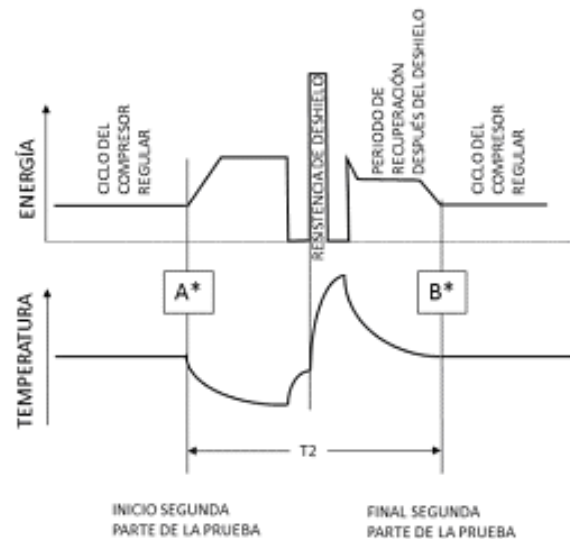 ENERGÍA
CICLO DEL
COMPRESOR
REGULAR
RESISTENCIA DE DESHIELO
PERIODO DE
RECUPERACIÓN
DESPUÉS DEL DESHIELO
CICLO DEL
COMPRESOR
REGULAR
A*
B*
TEMPERATURA
T2
INICIO SEGUNDA
PARTE DE LA PRUEBA
FINAL SEGUNDA
PARTE DE LA PRUEBA